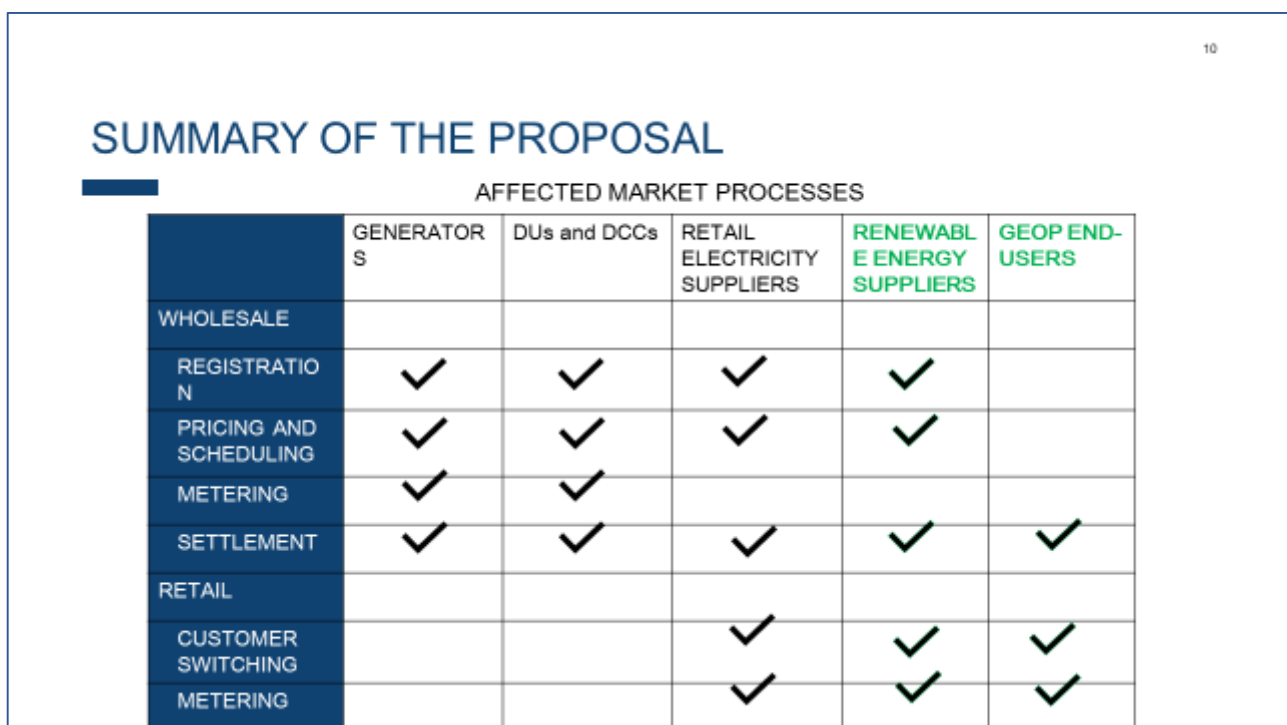 10
SUMMARY OF THE PROPOSAL
AFFECTED MARKET PROCESSES
GENERATOR
S
DUs and DCCs
RETAIL
ELECTRICITY
SUPPLIERS
RENEWABL
E ENERGY
SUPPLIERS
GEOP END-
USERS
WHOLESALE
REGISTRATIO
N
PRICING AND
SCHEDULING
METERING
SETTLEMENT
RETAIL
CUSTOMER
SWITCHING
METERING